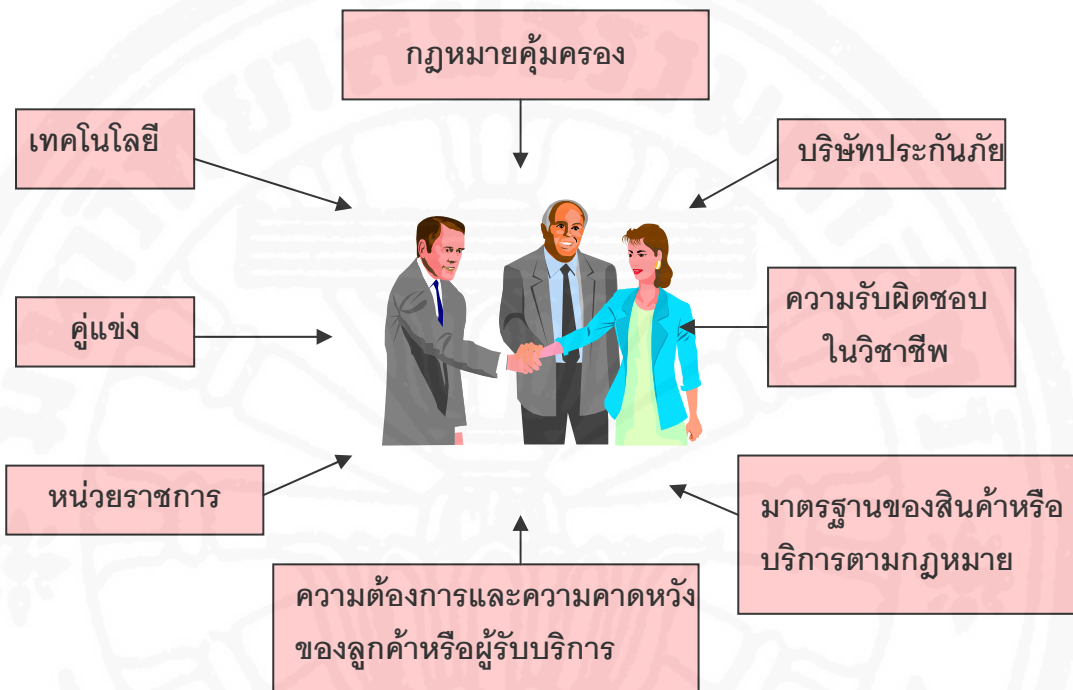 กฎหมายคุ้มครอง
เทคโนโลยี
บริษัทประกันภัย
คู่แข่ง
ความรับผิดชอบ
ในวิชาชีพ
หน่วยราชการ
มาตรฐานของสินค้าหรือ
บริการตามกฎหมาย
ความต้องการและความคาดหวัง
ของลูกค้าหรือผู้รับบริการ